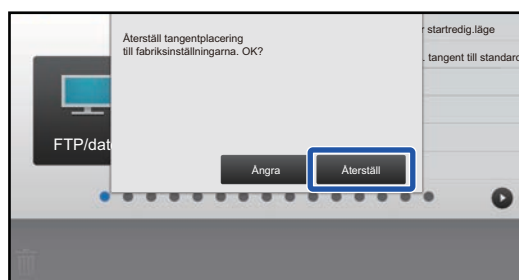 Återställ tangentplacering
till fabriksinställningarna. OK?
startredig.läge
tangent till standard
FTP/dat
Ångra
Återställ